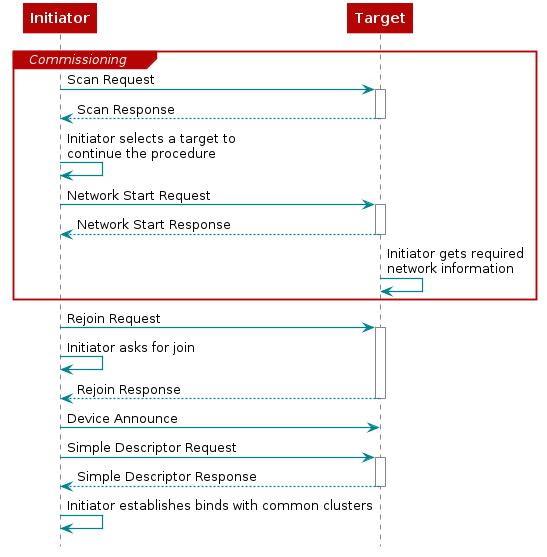 Initiator
Target
Commissioning
Scan Request
Scan Response
Initiator selects a target to
continue the procedure
Network Start Request
Network Start Response
Initiator gets required
network information
Rejoin Request
Initiator asks for join
Rejoin Response
Device Announce
Simple Descriptor Request
Simple Descriptor Response
Initiator establishes binds with common clusters